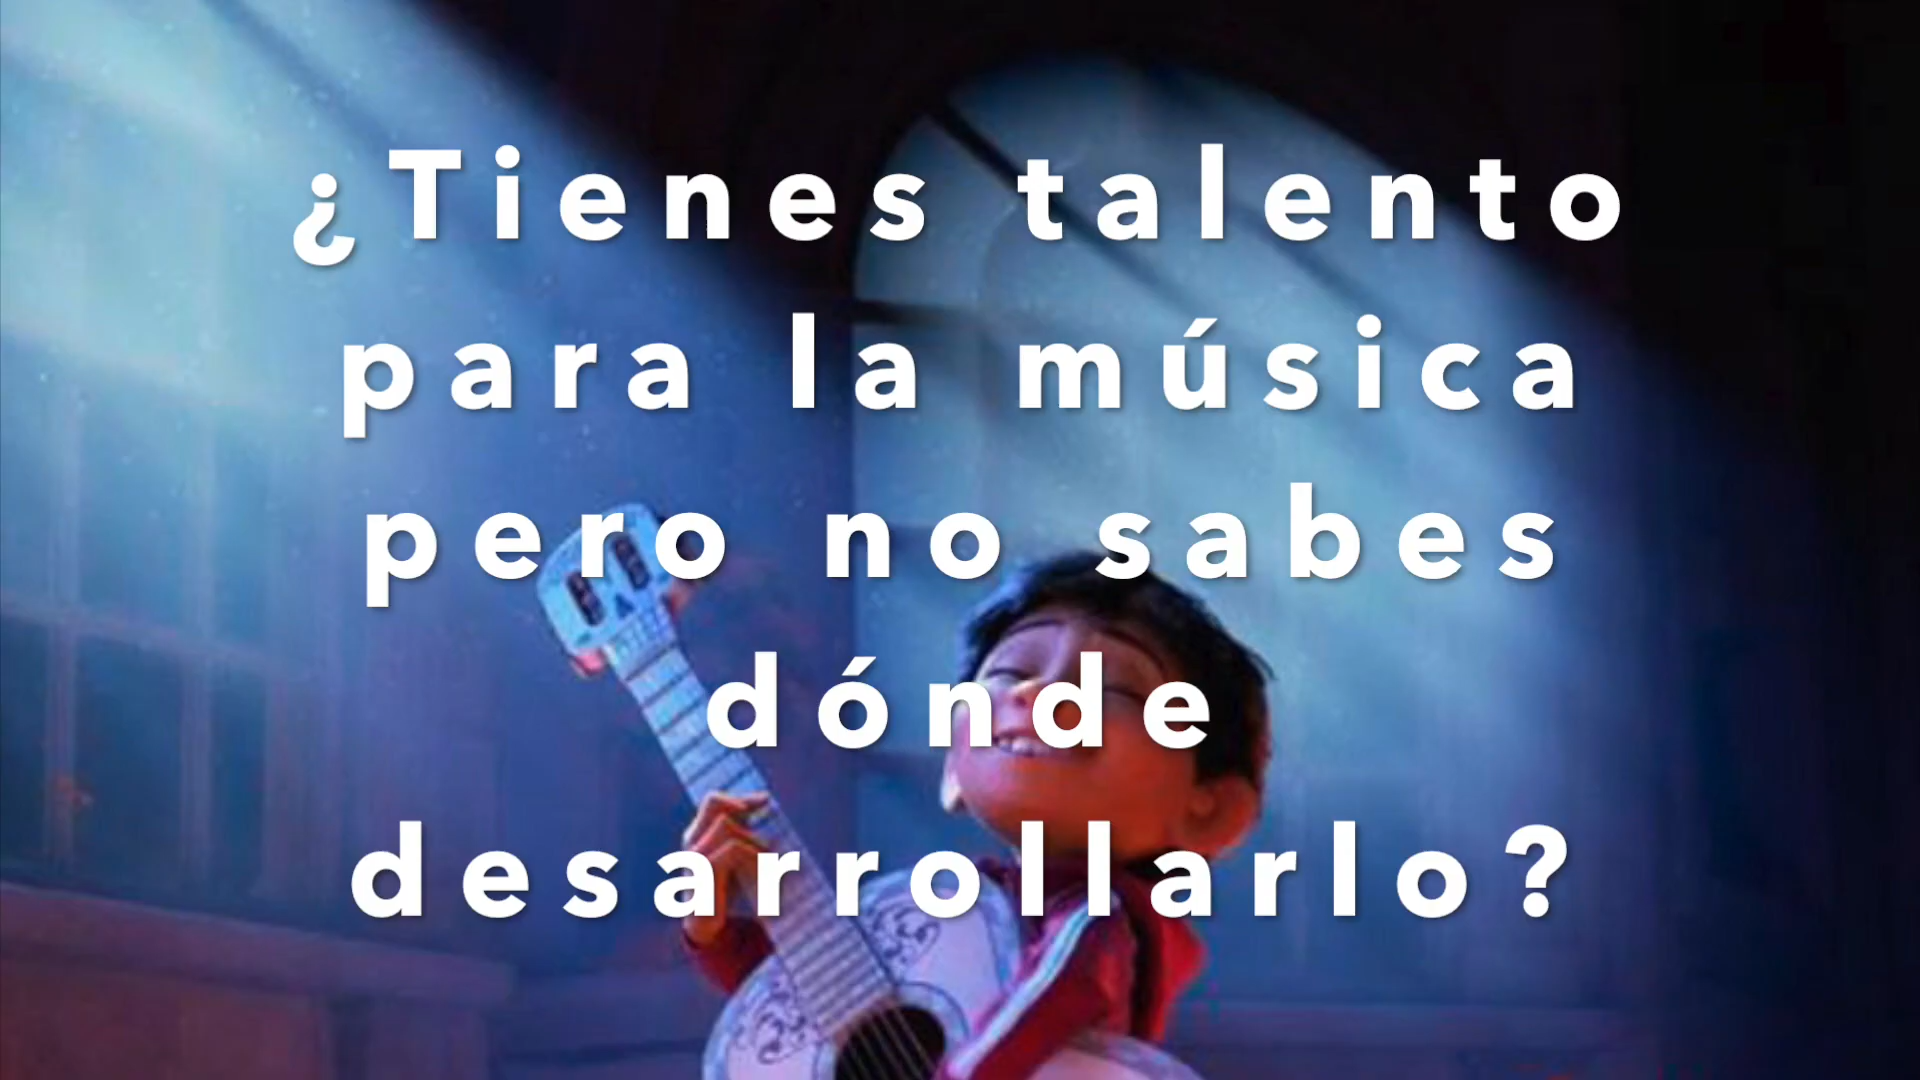 ¿Tienes talento
para la música
pero no sabes
dónde
desarrollarlo?